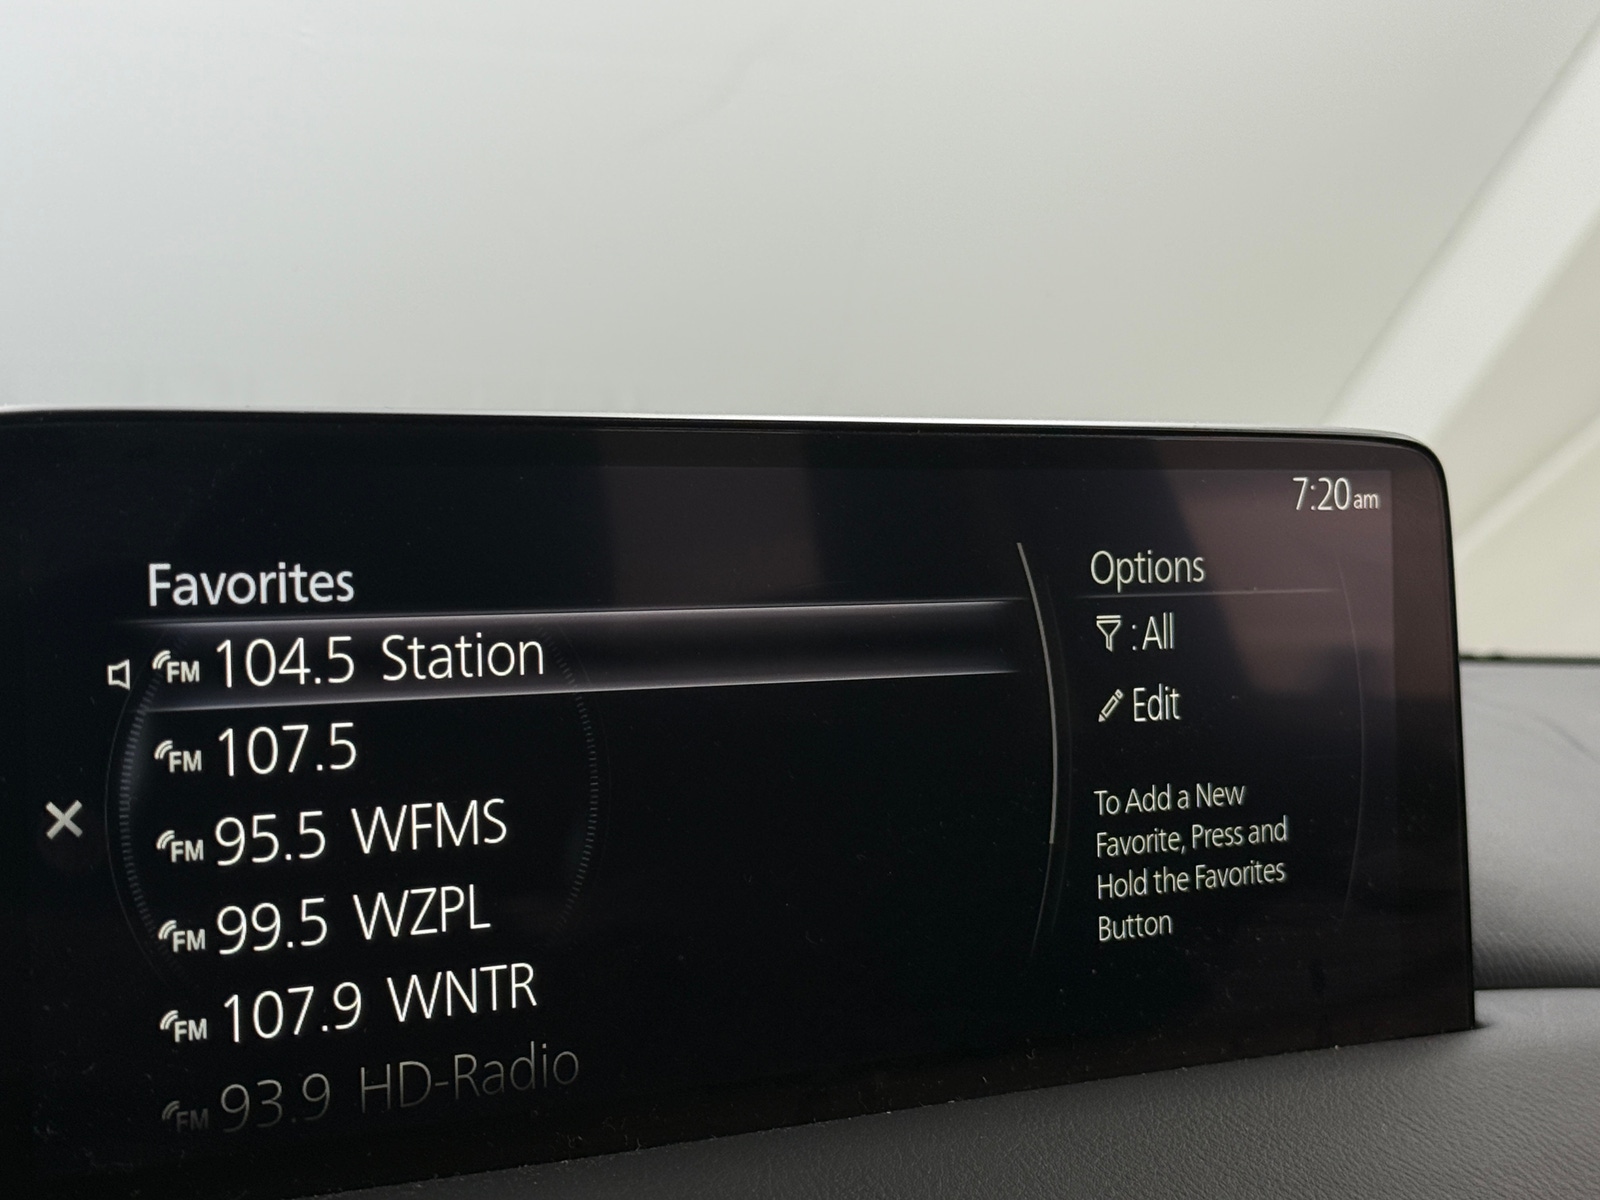 7:20 am
Favorites
FM 104.5 Station
FM 107.5
FM 95.5 WFMS
FM 99.5 WZPL
FM 107.9 WNTR
FM 93.9 HD-Radio
Options
: All
Edit
To Add a New
Favorite, Press and
Hold the Favorites
Button